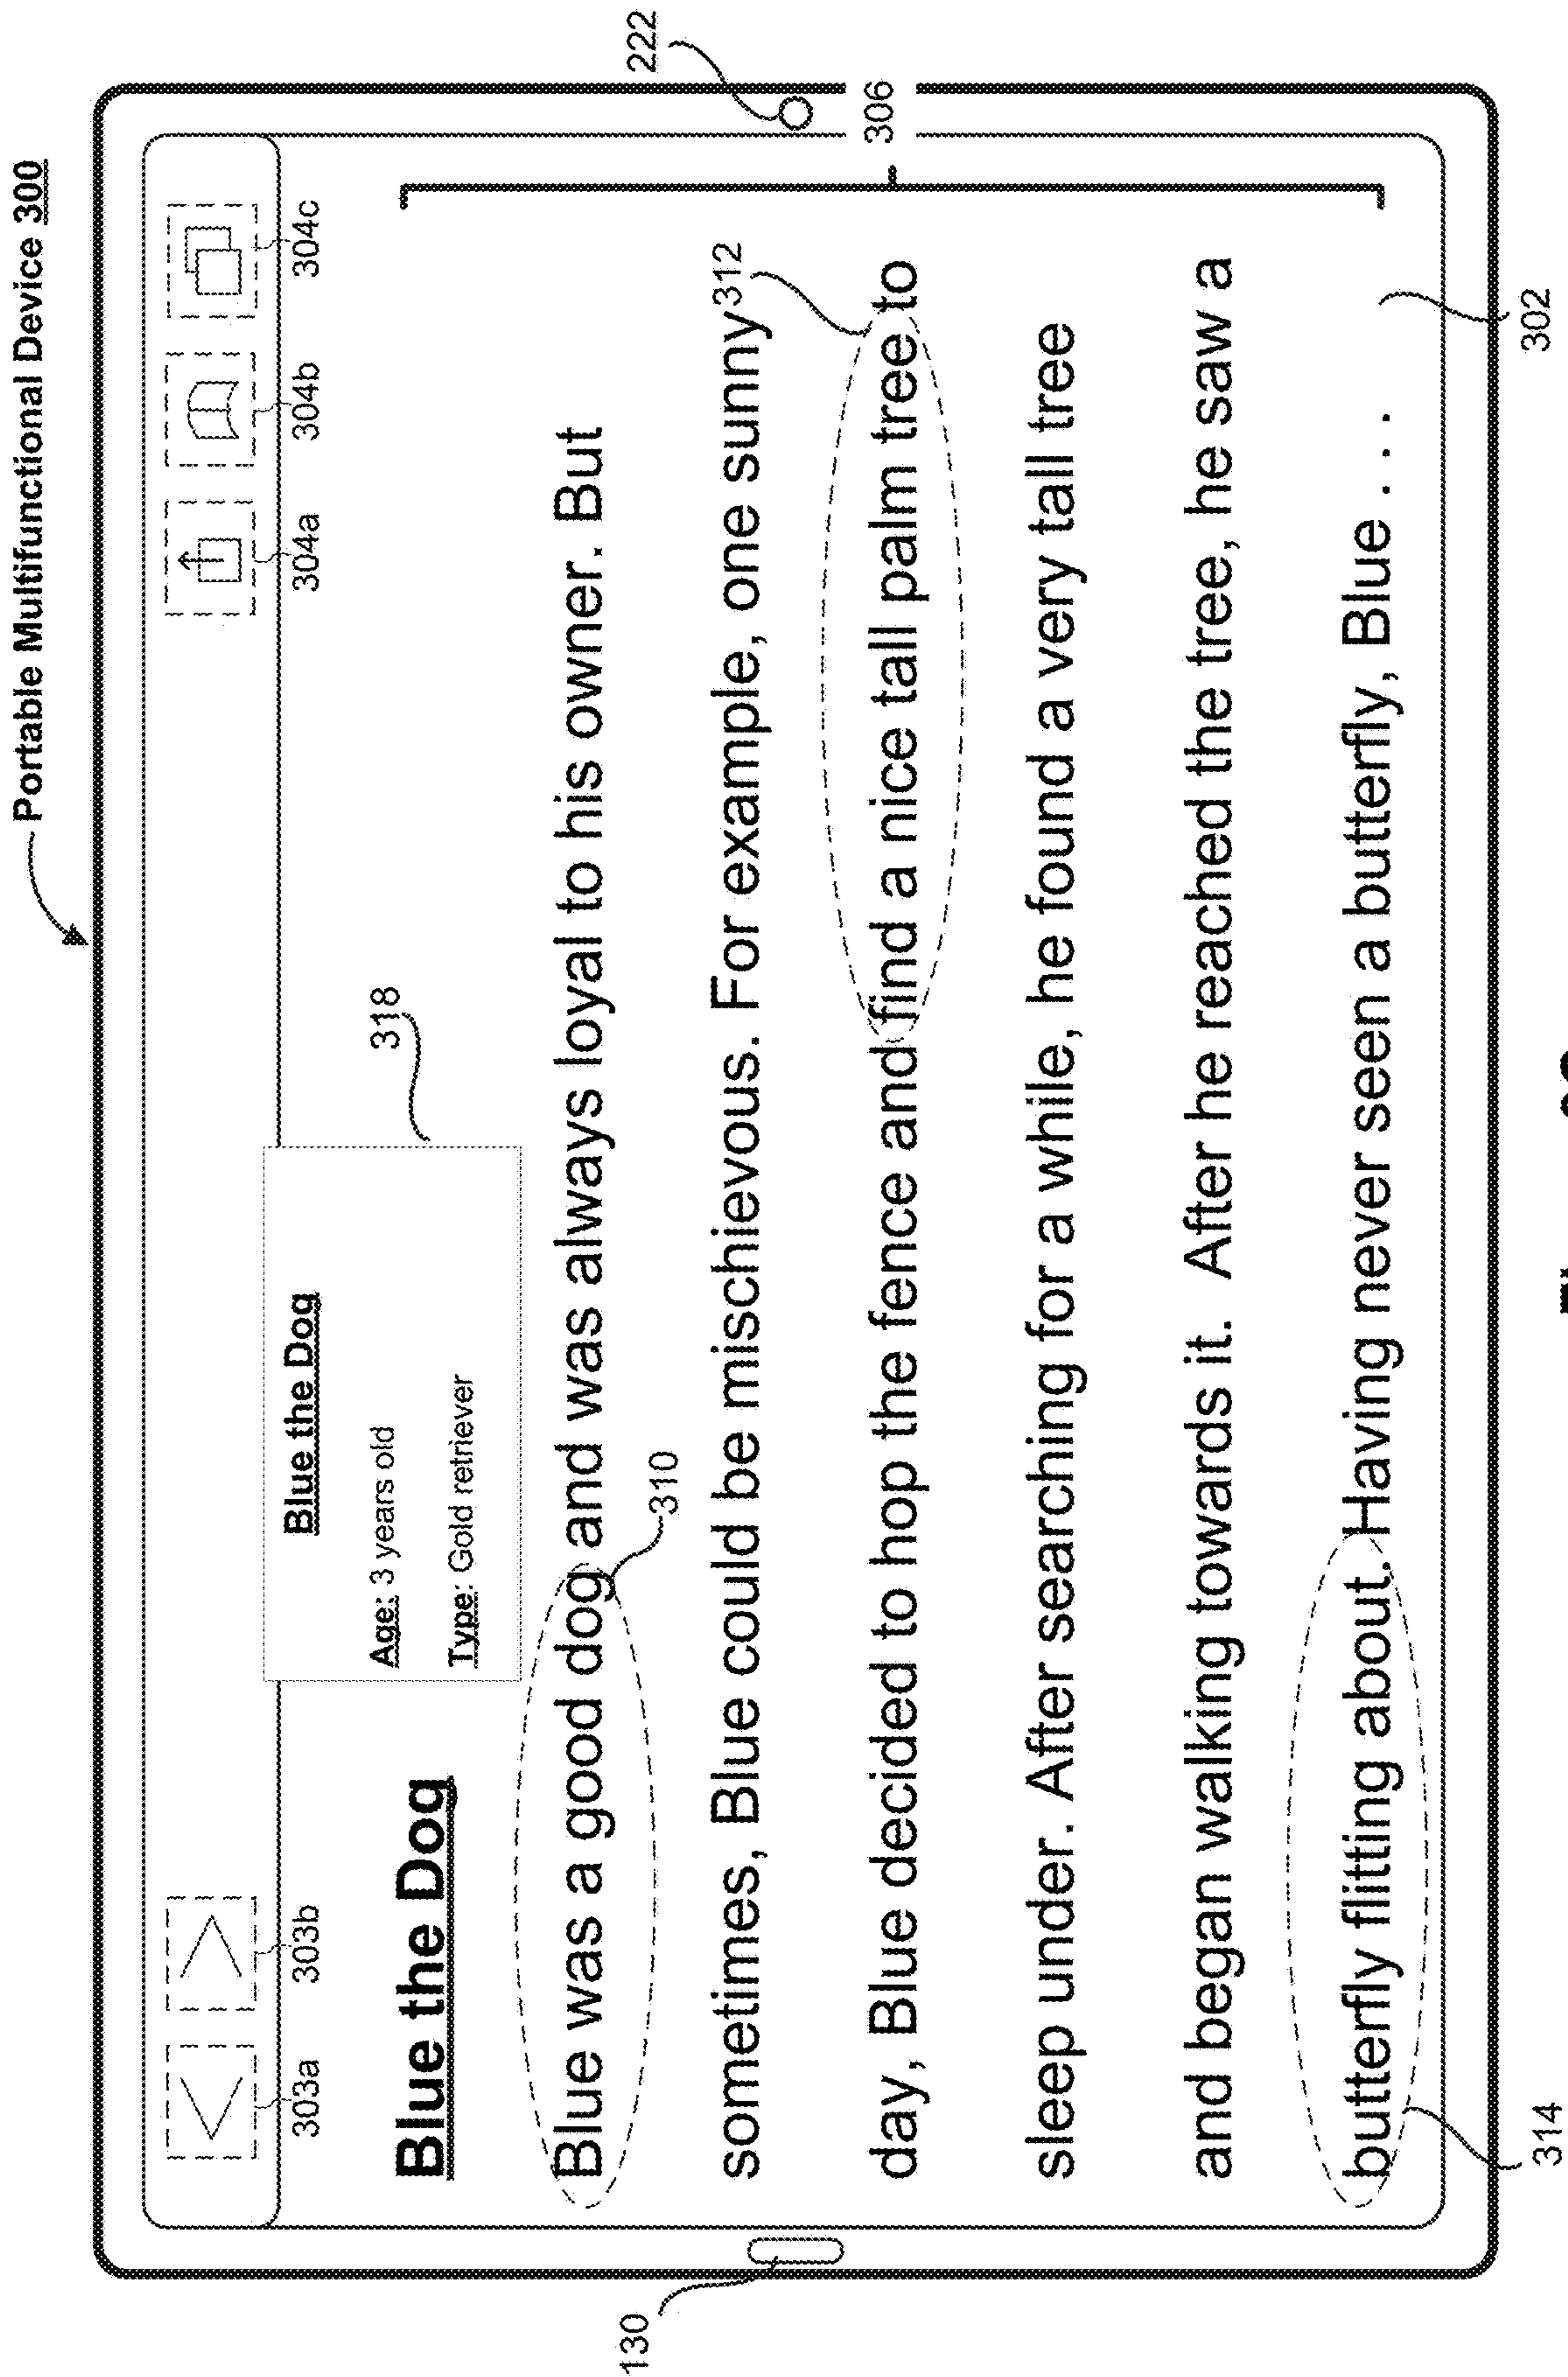 Portable Multifunctional Device 300
303a
303b
304a
304b
304c
Blue the Dog
Age: 3 years old
Type: Gold retriever
318
Blue the Dog
Blue was a good dog and was always loyal to his owner. But
310
sometimes, Blue could be mischievous. For example, one sunny
312
day, Blue decided to hop the fence and find a nice tall palm tree to
sleep under. After searching for a while, he found a very tall tree
and began walking towards it. After he reached the tree, he saw a
butterfly flitting about. Having never seen a butterfly, Blue . . .
130
222
306
314
302